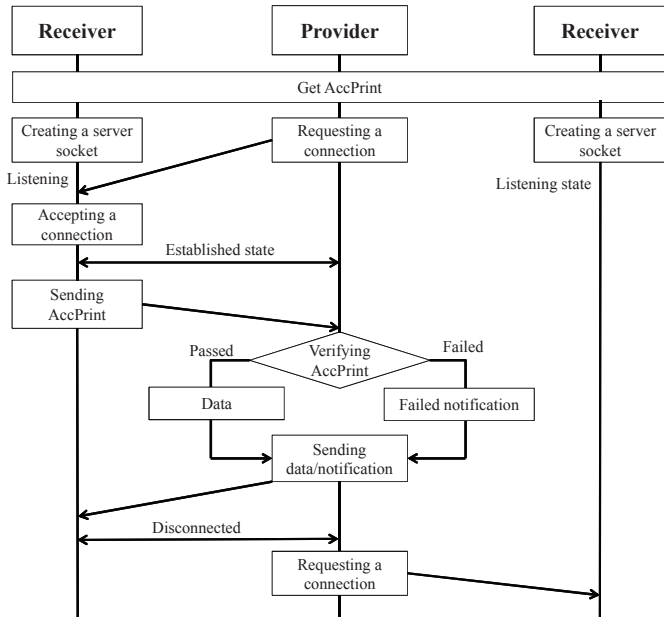 Receiver
Provider
Receiver
Get AccPrint
Creating a server
socket
Requesting a
connection
Creating a server
socket
Listening
Listening state
Accepting a
connection
Established state
Sending
AccPrint
Passed
Verifying
AccPrint
Failed
Data
Failed notification
Sending
data/notification
Disconnected
Requesting a
connection